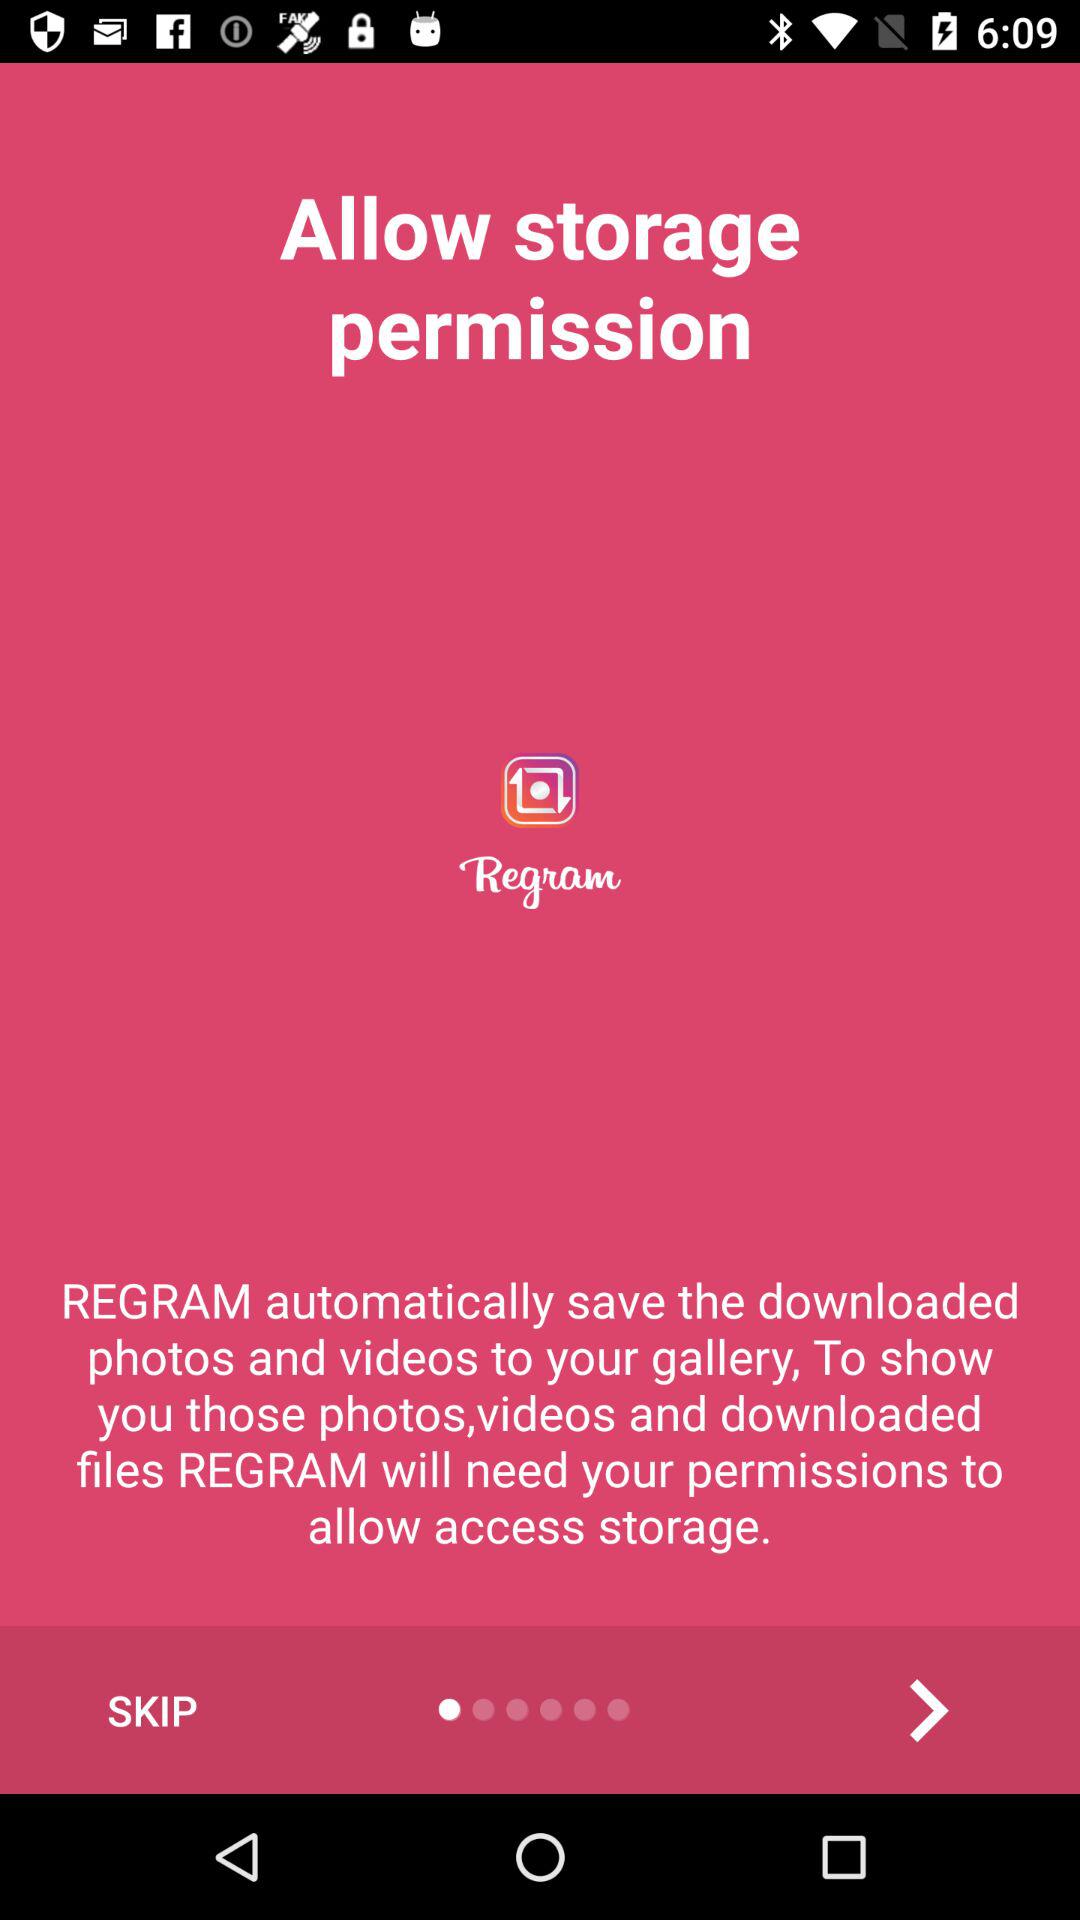 FAKE
6:09
Allow storage
permission
Regram
REGRAM automatically save the downloaded
photos and videos to your gallery, To show
you those photos,videos and downloaded
files REGRAM will need your permissions to
allow access storage.
SKIP